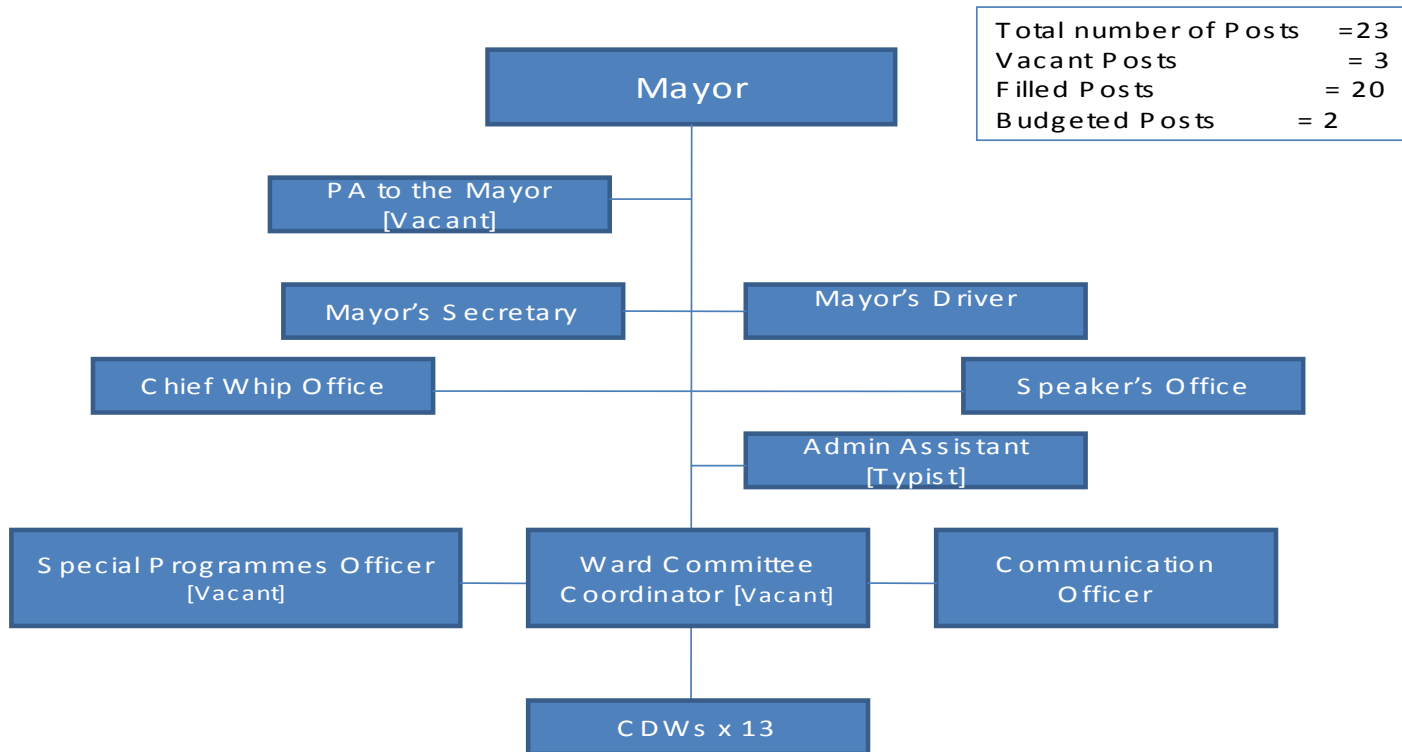 Total number of Posts =23
Vacant Posts = 3
Filled Posts = 20
Budgeted Posts = 2
Mayor
PA to the Mayor
[Vacant]
Mayor’s Secretary
Mayor’s Driver
Chief Whip Office
Speaker’s Office
Admin Assistant
[Typist]
Special Programmes Officer
[Vacant]
Ward Committee
Coordinator [Vacant]
Communication
Officer
CDWs x 13